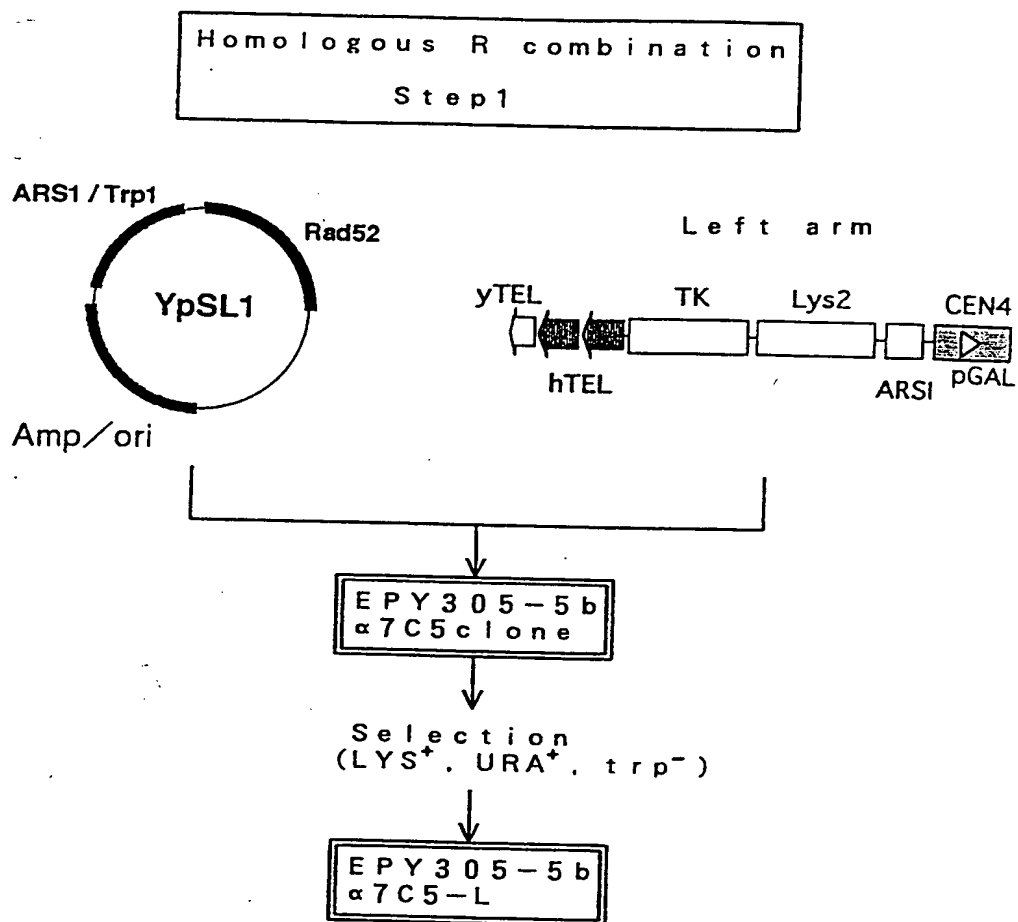 Homologous R combination
Step1
ARS1 / Trp1
Rad52
YpSL1
Amp/ori
Left arm
yTEL
TK
Lys2
CEN4
hTEL
ARSI
pGAL
EPY305-5b
α7C5clone
Selection
(LYS⁺, URA⁺, trp⁻)
EPY305-5b
α7C5-L